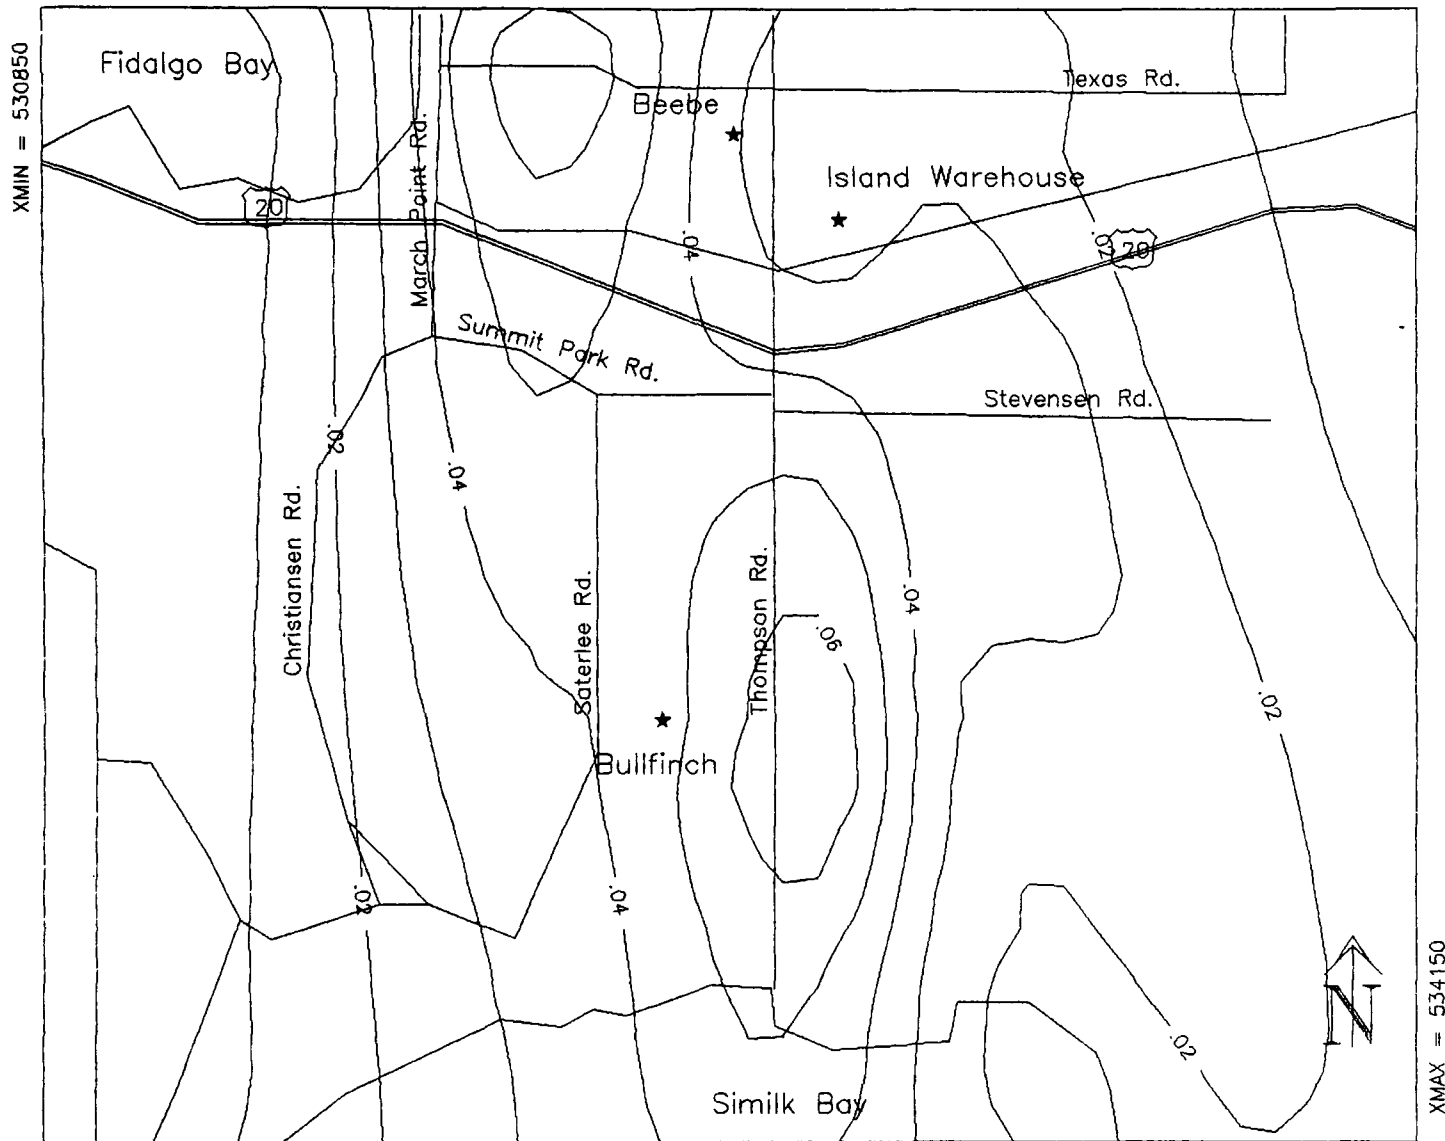 XMIN = 530850
Fidalgo Bay
Texas Rd.
Beebe
March Point Rd.
Island Warehouse
20
.04
.02
20
Summit Park Rd.
Stevensen Rd.
.02
.04
Christiansen Rd.
Saterlee Rd.
Thompson Rd.
.04
.06
.02
Bullfinch
.02
.04
N
.02
Similk Bay
XMAX = 534150